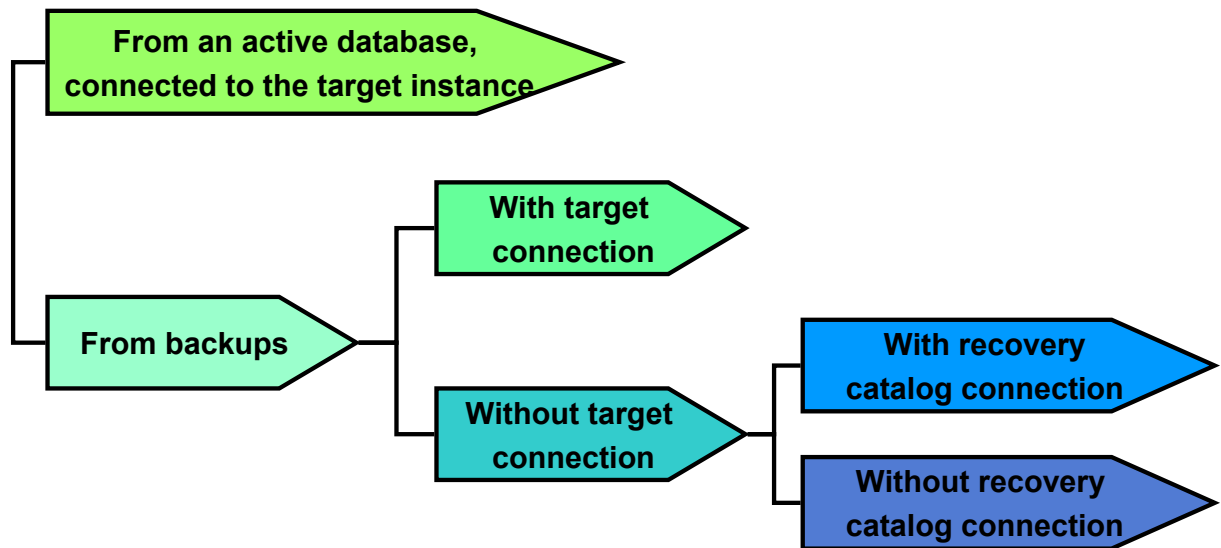 From an active database,
connected to the target instance
With target
connection
From backups
Without target
connection
With recovery
catalog connection
Without recovery
catalog connection